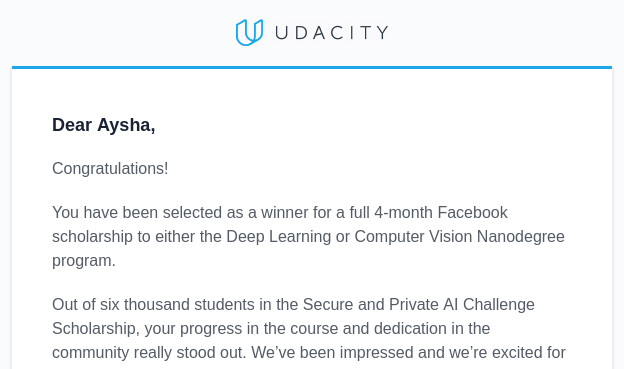 UDACITY
Dear Aysha,
Congratulations!
You have been selected as a winner for a full 4-month Facebook
scholarship to either the Deep Learning or Computer Vision Nanodegree
program.
Out of six thousand students in the Secure and Private AI Challenge
Scholarship, your progress in the course and dedication in the
community really stood out. We’ve been impressed and we’re excited for